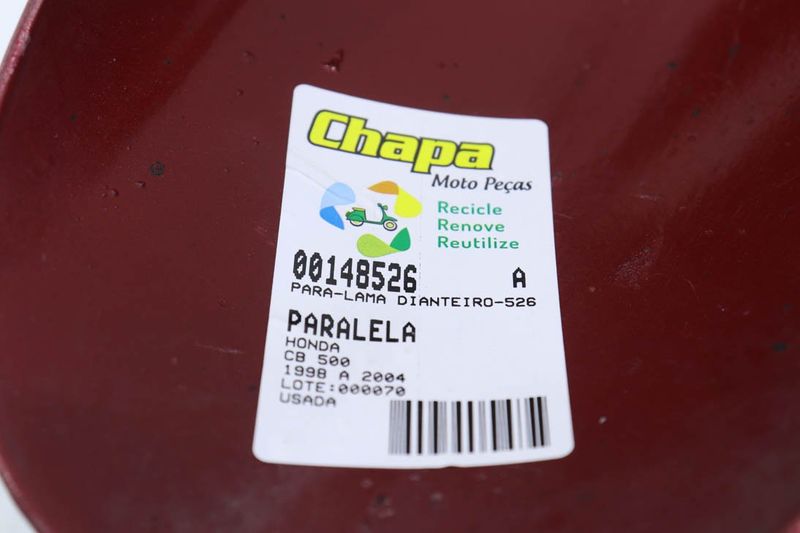 Chapa
Moto Peças
Recicle
Renove
Reutilize
00148526 A
PARA-LAMA DIANTEIRO-526
PARALELA
HONDA
CB 500
1998 A 2004
LOTE:000070
USADA